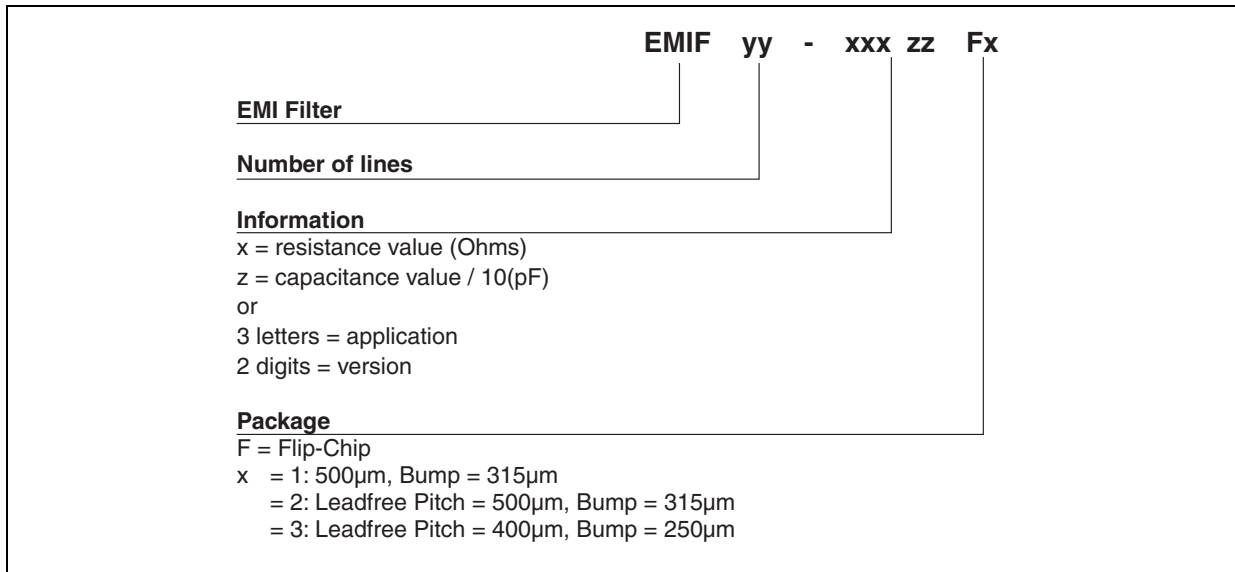 EMIF yy - xxx zz Fx
EMI Filter
Number of lines
Information
x = resistance value (Ohms)
z = capacitance value / 10(pF)
or
3 letters = application
2 digits = version
Package
F = Flip-Chip
x = 1: 500µm, Bump = 315µm
= 2: Leadfree Pitch = 500µm, Bump = 315µm
= 3: Leadfree Pitch = 400µm, Bump = 250µm